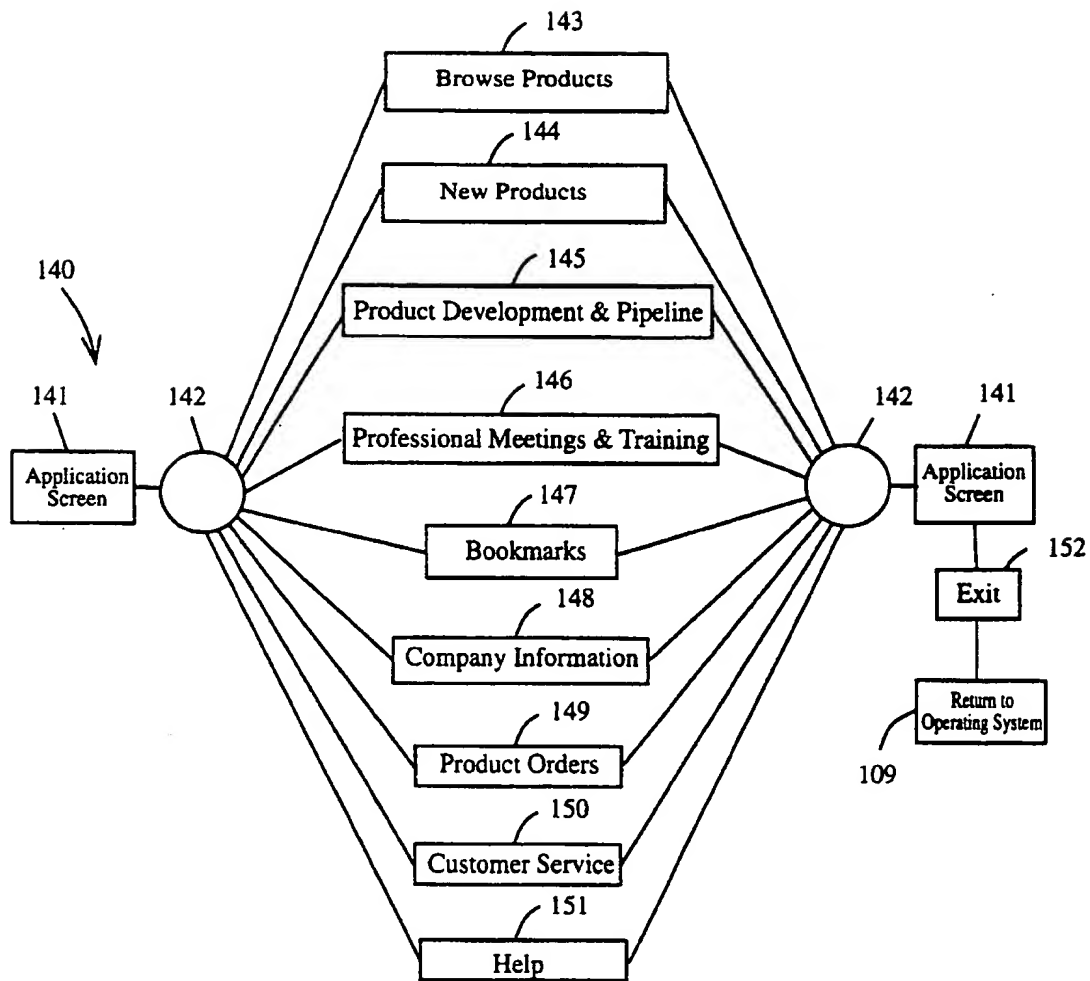 143
Browse Products
144
New Products
145
140
Product Development & Pipeline
146
141
142
142
141
Professional Meetings & Training
Application
Screen
Application
Screen
147
Bookmarks
152
Exit
148
Company Information
149
Return to
Operating System
Product Orders
109
150
Customer Service
151
Help